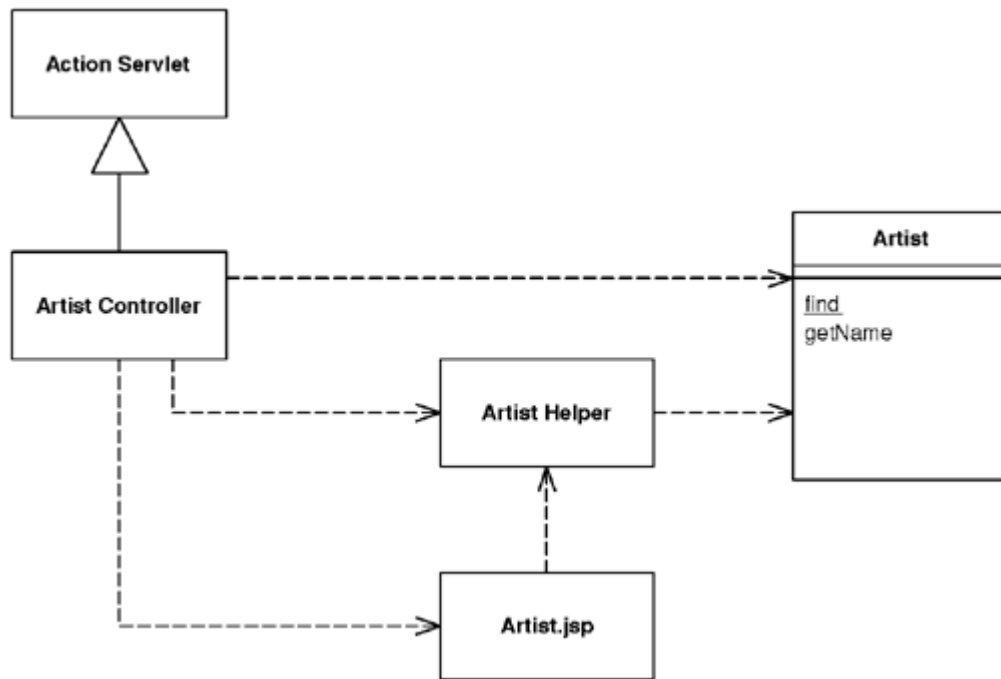 Action Servlet
Artist
Artist Controller
find
getName
Artist Helper
Artist.jsp